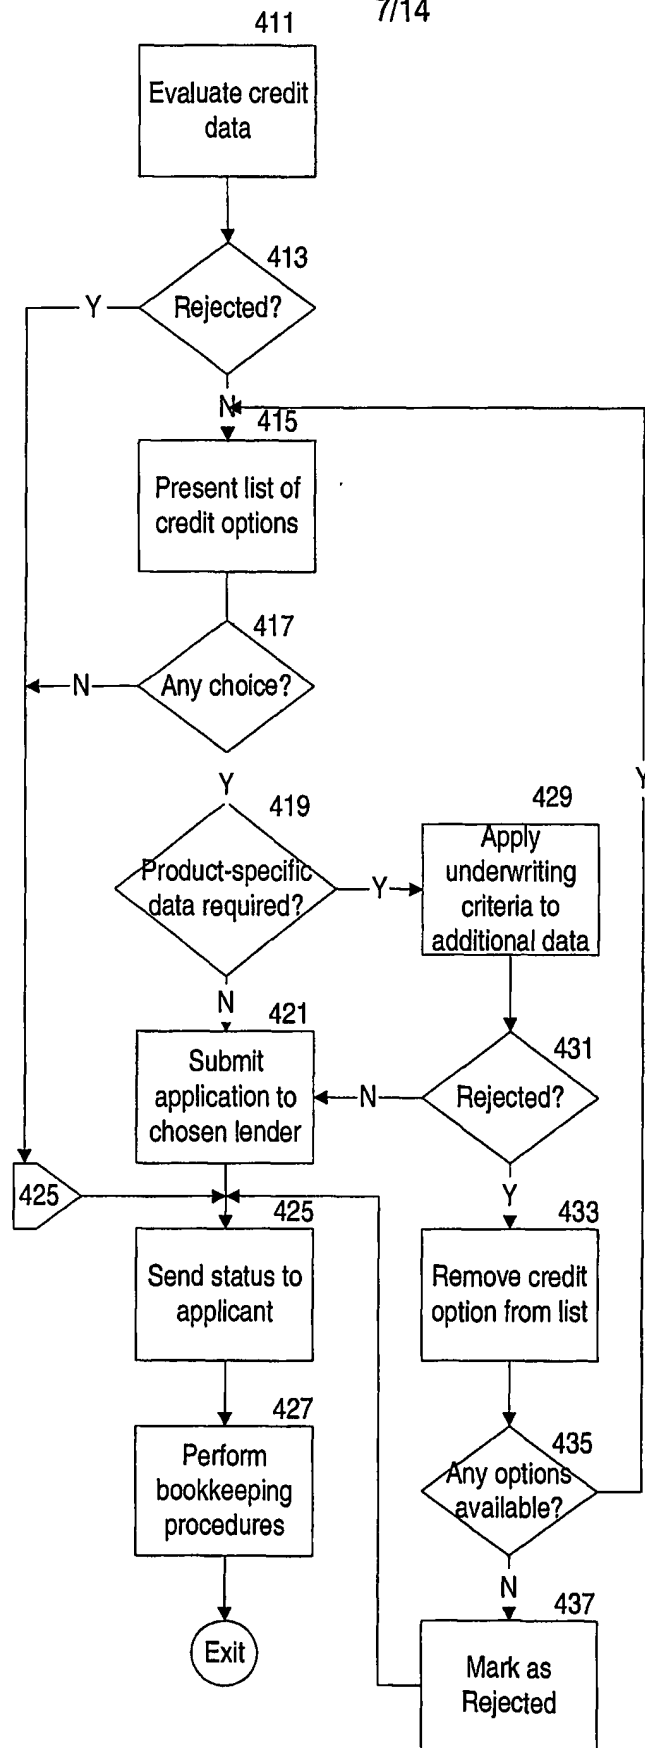 7/14
411
Evaluate credit
data
413
Rejected?
Y
N
415
Present list of
credit options
417
Any choice?
N
Y
419
Product-specific
data required?
Y
429
Apply
underwriting
criteria to
additional data
N
421
Submit
application to
chosen lender
431
Rejected?
N
Y
425
425
Send status to
applicant
433
Remove credit
option from list
427
Perform
bookkeeping
procedures
435
Any options
available?
Y
N
Exit
437
Mark as
Rejected